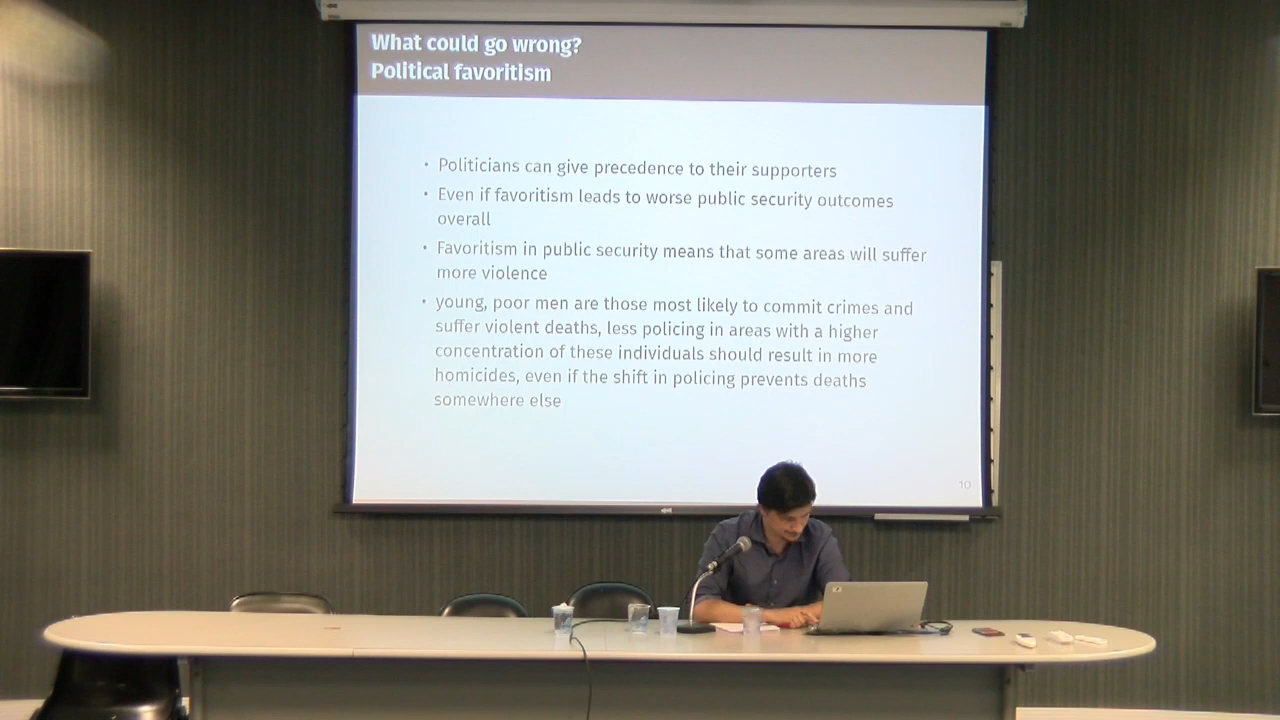 What could go wrong?
Political favoritism
• Politicians can give precedence to their supporters
• Even if favoritism leads to worse public security outcomes
overall
• Favoritism in public security means that some areas will suffer
more violence
• young, poor men are those most likely to commit crimes and
suffer violent deaths, less policing in areas with a higher
concentration of these individuals should result in more
homicides, even if the shift in policing prevents deaths
somewhere else
10